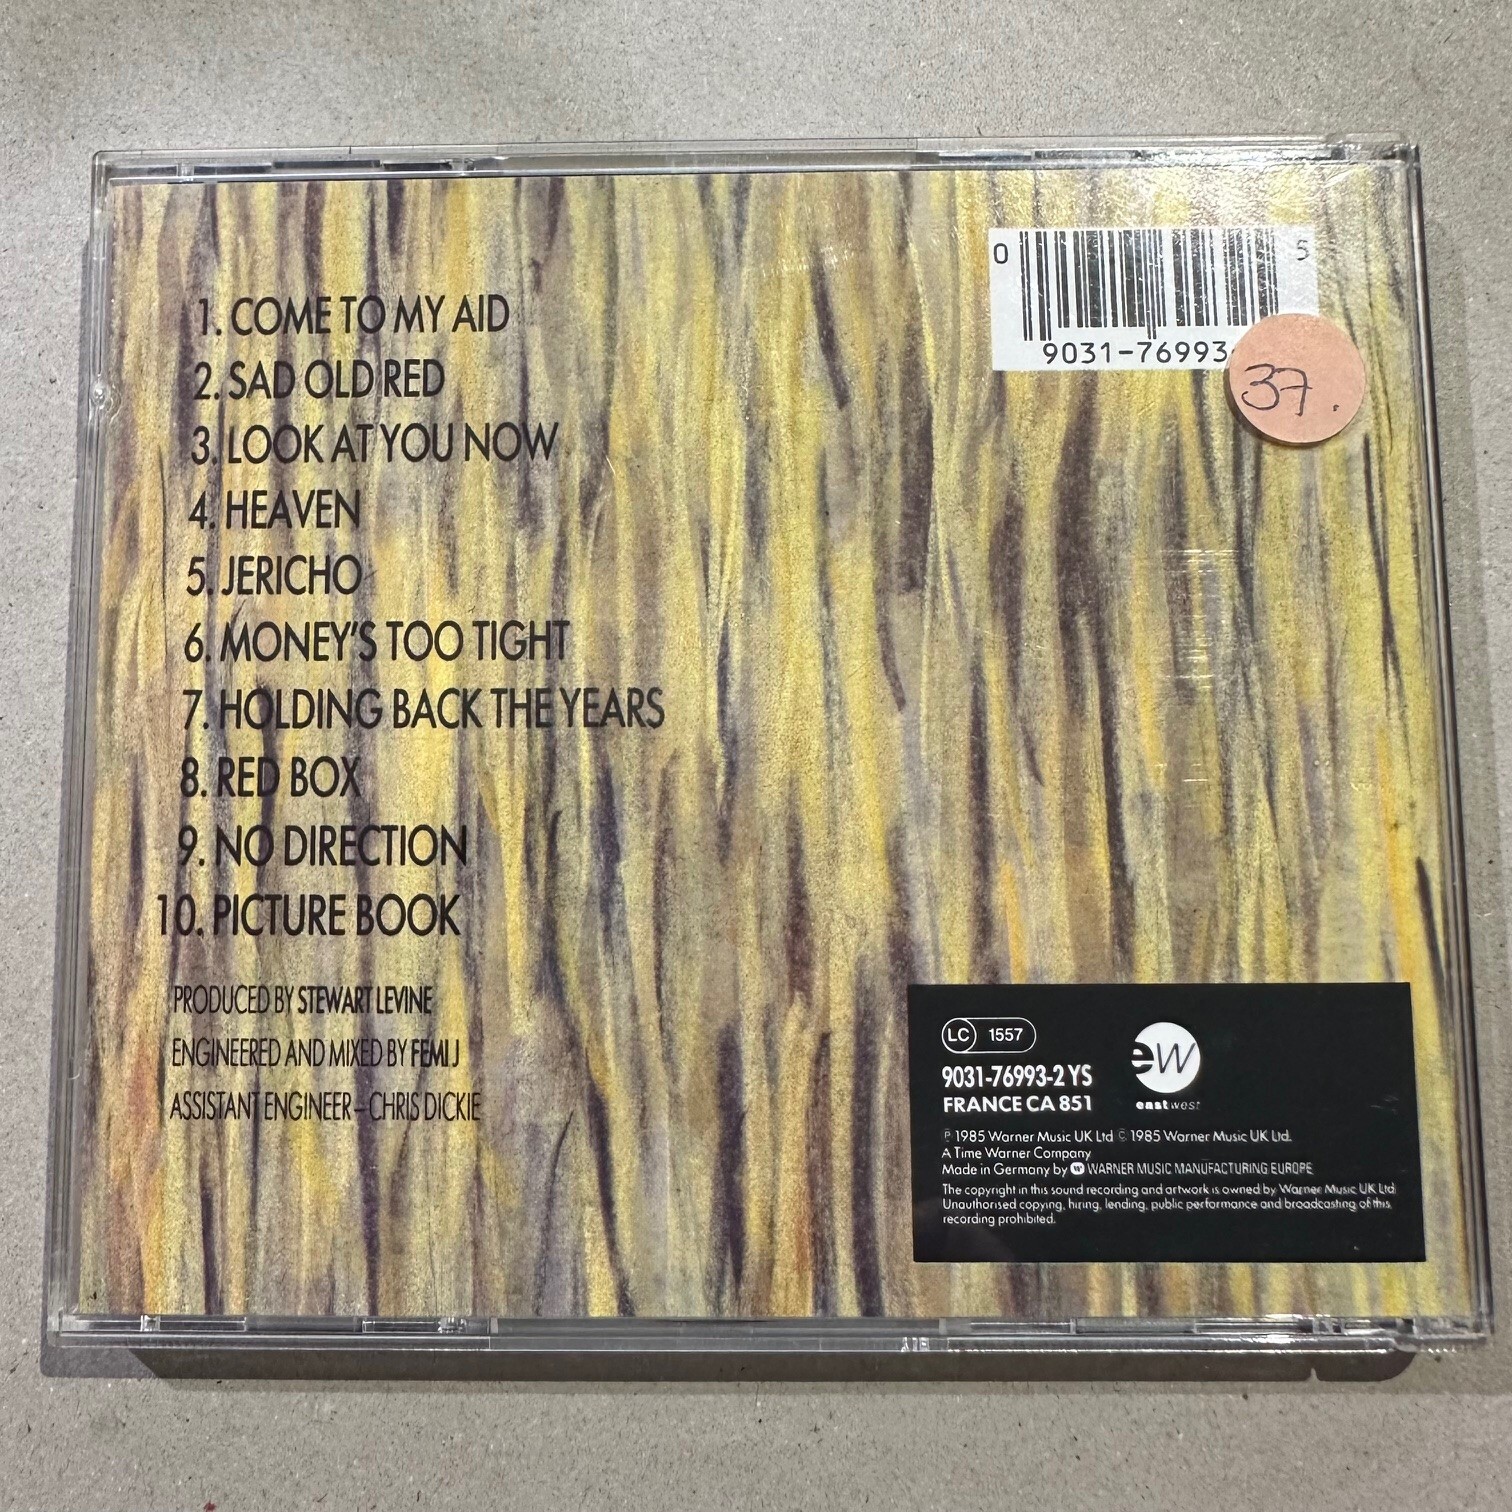 1. COME TO MY AID
2. SAD OLD RED
3. LOOK AT YOU NOW
4. HEAVEN
5. JERICHO
6. MONEY'S TOO TIGHT
7. HOLDING BACK THE YEARS
8. RED BOX
9. NO DIRECTION
10. PICTURE BOOK
PRODUCED BY STEWART LEVINE
ENGINEERED AND MIXED BY FEMI J
ASSISTANT ENGINEER – CHRIS DICKIE
0 5
9031-76993
37.
LC 1557
9031-76993-2 YS
FRANCE CA 851
ew
eastwest
℗ 1985 Warner Music UK Ltd © 1985 Warner Music UK Ltd.
A Time Warner Company
Made in Germany by W WARNER MUSIC MANUFACTURING EUROPE
The copyright in this sound recording and artwork is owned by Warner Music UK Ltd
Unauthorised copying, hiring, lending, public performance and broadcasting of this
recording prohibited.